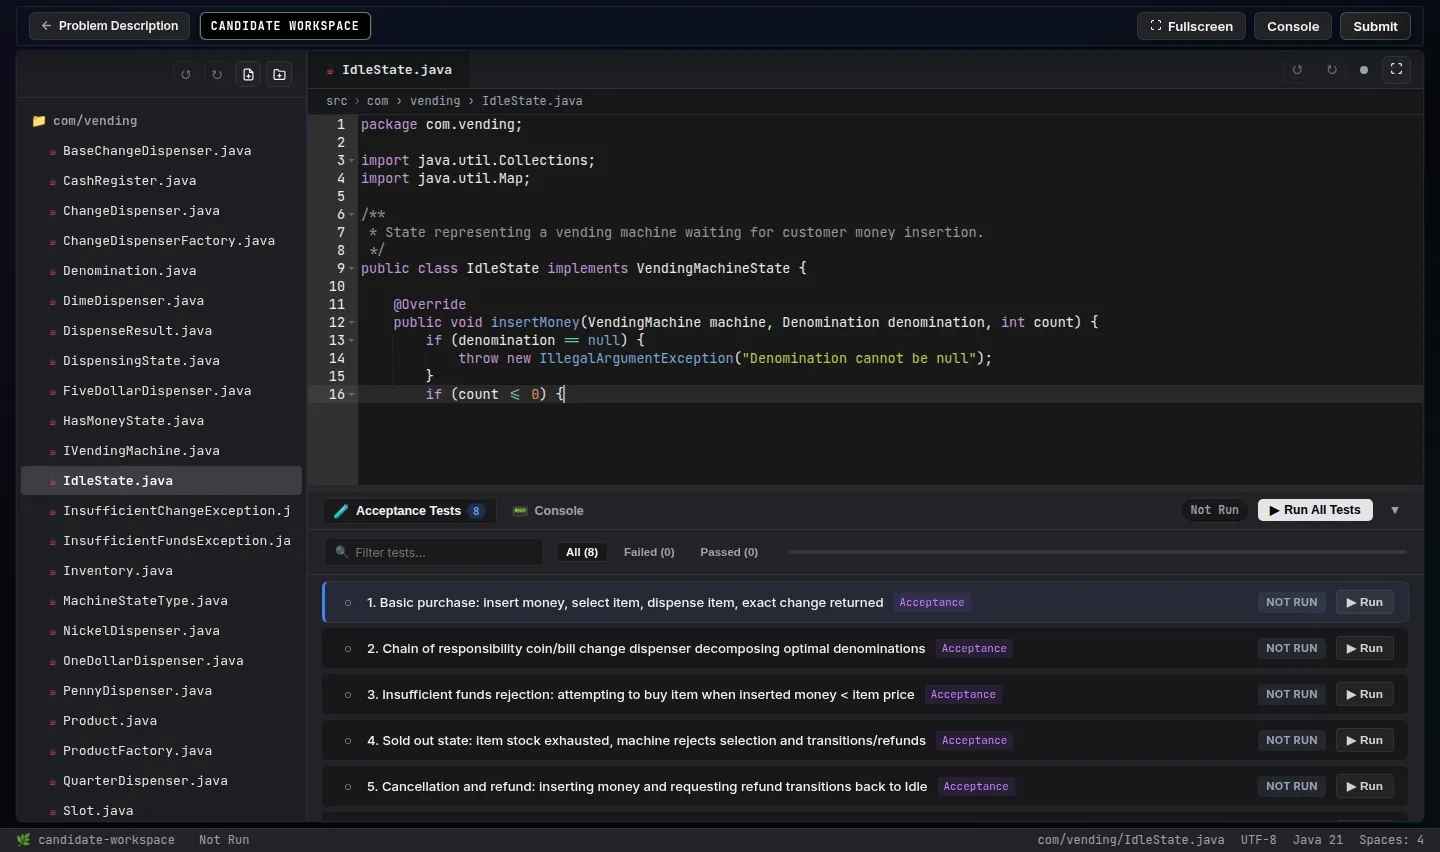 ← Problem Description
CANDIDATE WORKSPACE
Fullscreen
Console
Submit
com/vending
BaseChangeDispenser.java
CashRegister.java
ChangeDispenser.java
ChangeDispenserFactory.java
Denomination.java
DimeDispenser.java
DispenseResult.java
DispensingState.java
FiveDollarDispenser.java
HasMoneyState.java
IVendingMachine.java
IdleState.java
InsufficientChangeException.j
InsufficientFundsException.ja
Inventory.java
MachineStateType.java
NickelDispenser.java
OneDollarDispenser.java
PennyDispenser.java
Product.java
ProductFactory.java
QuarterDispenser.java
Slot.java
IdleState.java
src › com › vending › IdleState.java
1 package com.vending;
2
3 import java.util.Collections;
4 import java.util.Map;
5
6 /**
7  * State representing a vending machine waiting for customer money insertion.
8  */
9 public class IdleState implements VendingMachineState {
10
11     @Override
12     public void insertMoney(VendingMachine machine, Denomination denomination, int count) {
13         if (denomination == null) {
14             throw new IllegalArgumentException("Denomination cannot be null");
15         }
16         if (count <= 0) {
Acceptance Tests 8
Console
Not Run
▶ Run All Tests
▼
Filter tests...
All (8)
Failed (0)
Passed (0)
1. Basic purchase: insert money, select item, dispense item, exact change returned Acceptance NOT RUN ▶ Run
2. Chain of responsibility coin/bill change dispenser decomposing optimal denominations Acceptance NOT RUN ▶ Run
3. Insufficient funds rejection: attempting to buy item when inserted money < item price Acceptance NOT RUN ▶ Run
4. Sold out state: item stock exhausted, machine rejects selection and transitions/refunds Acceptance NOT RUN ▶ Run
5. Cancellation and refund: inserting money and requesting refund transitions back to Idle Acceptance NOT RUN ▶ Run
candidate-workspace
Not Run
com/vending/IdleState.java
UTF-8
Java 21
Spaces: 4